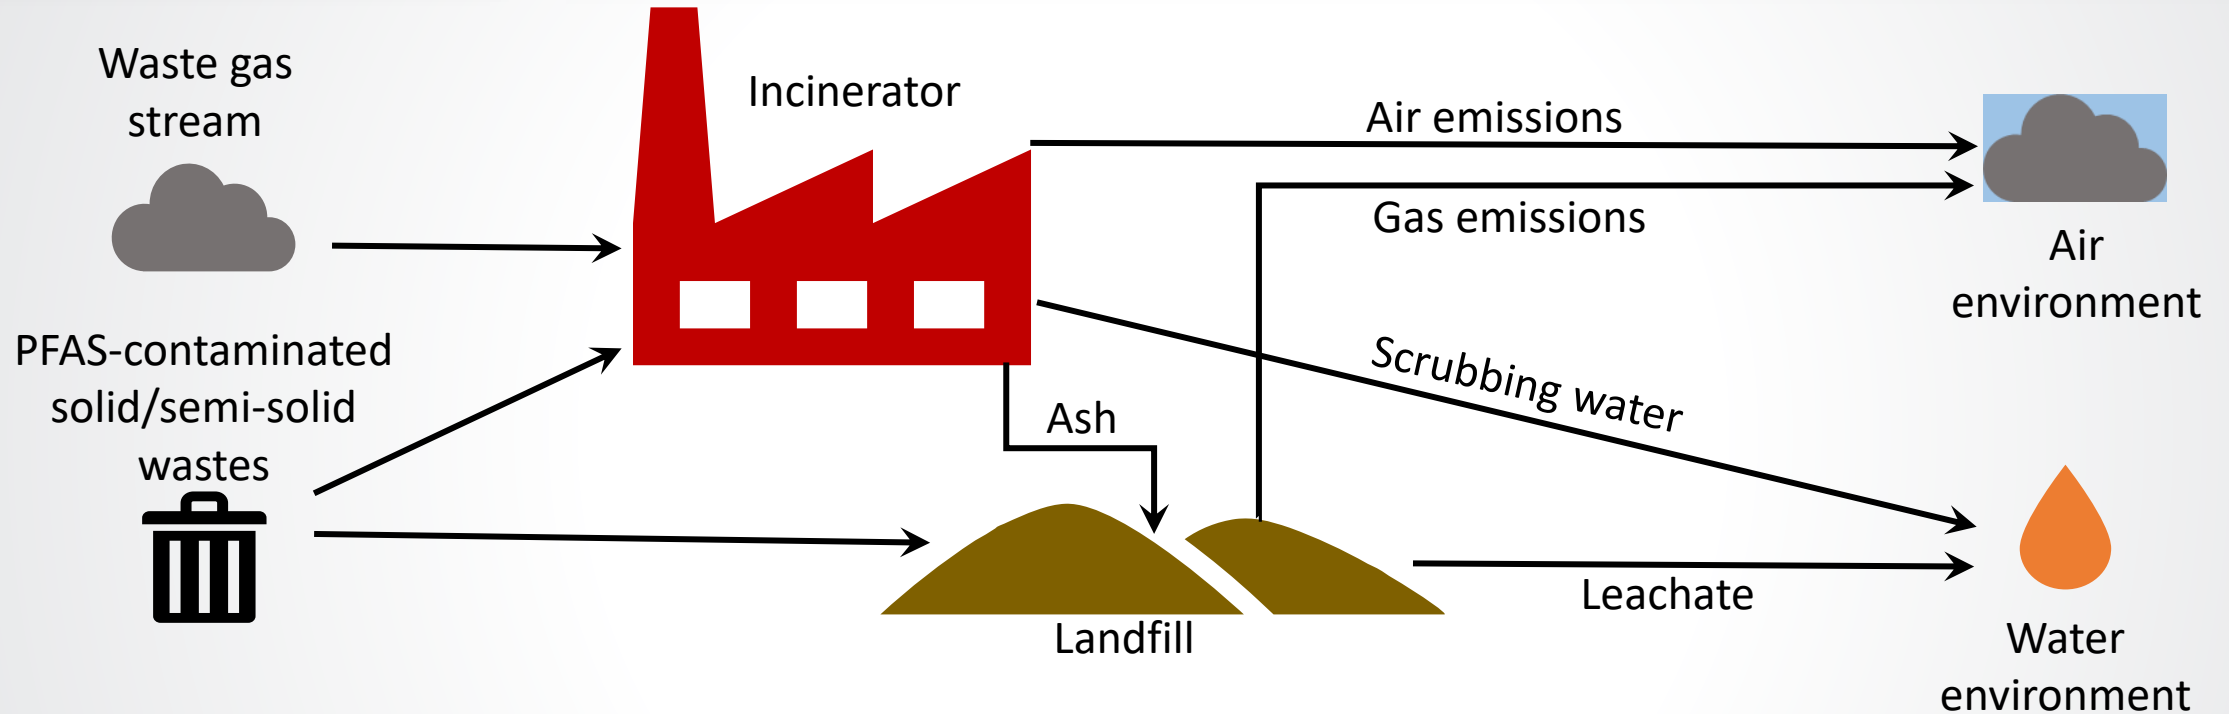 Waste gas
stream
Incinerator
Air emissions
Gas emissions
Air
environment
PFAS-contaminated
solid/semi-solid
wastes
Scrubbing water
Ash
Leachate
Landfill
Water
environment